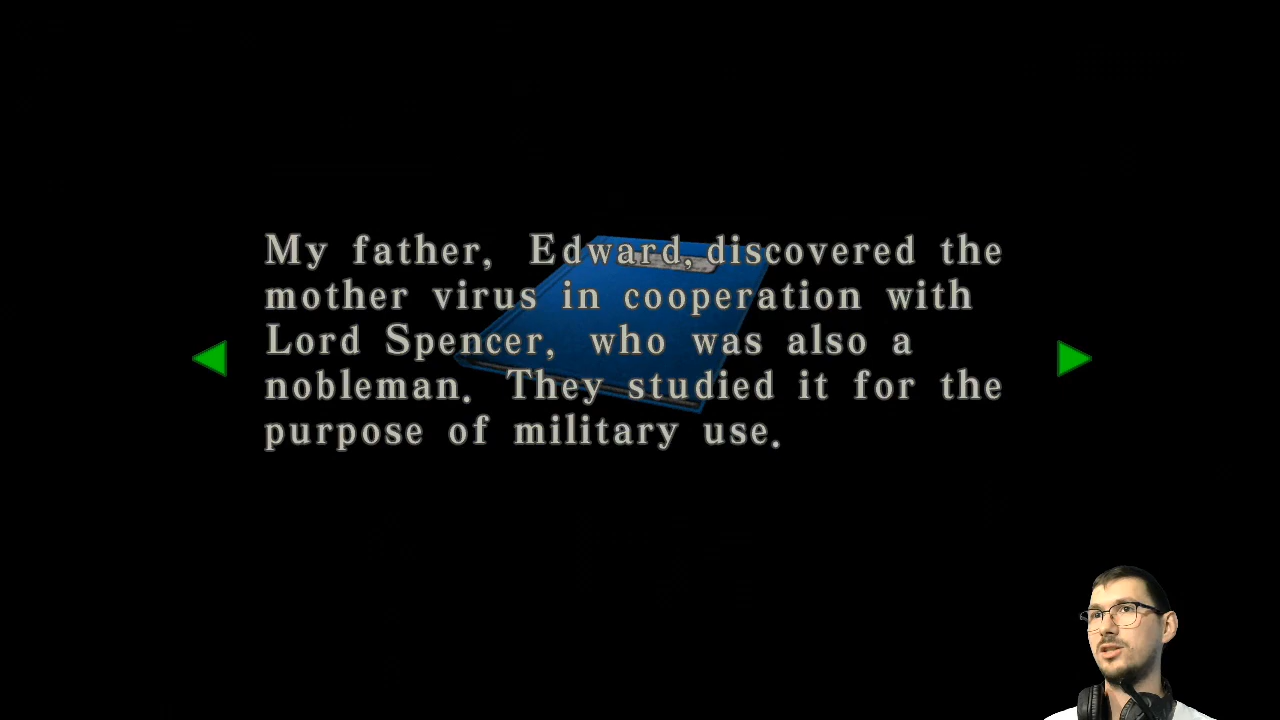 My father, Edward, discovered the
mother virus in cooperation with
Lord Spencer, who was also a
nobleman. They studied it for the
purpose of military use.